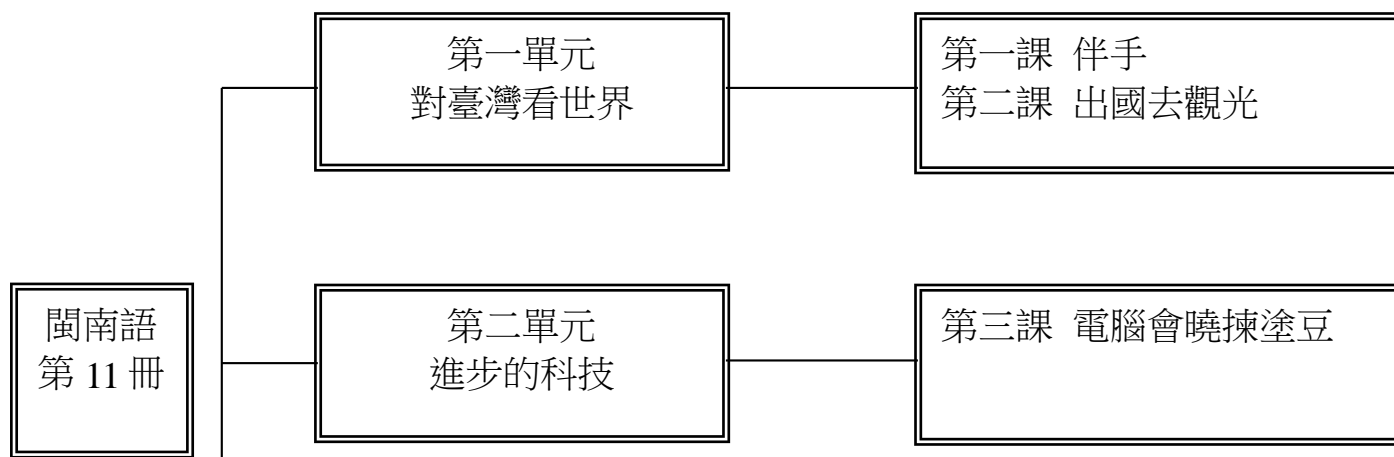 第一單元
對臺灣看世界
第一課 伴手
第二課 出國去觀光
閩南語
第 11 冊
第二單元
進步的科技
第三課 電腦會曉揀塗豆